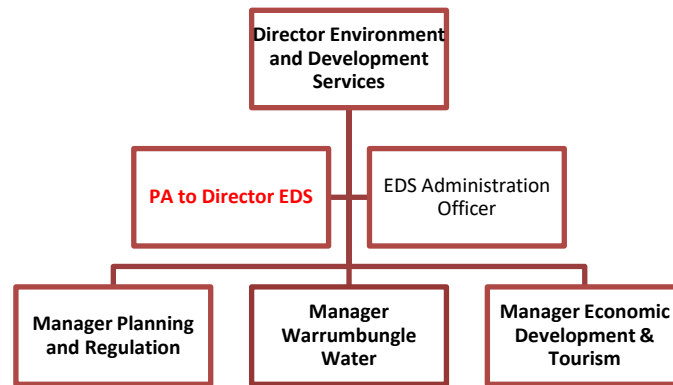 Director Environment
and Development
Services
PA to Director EDS
EDS Administration
Officer
Manager Planning
and Regulation
Manager
Warrumbungle
Water
Manager Economic
Development &
Tourism